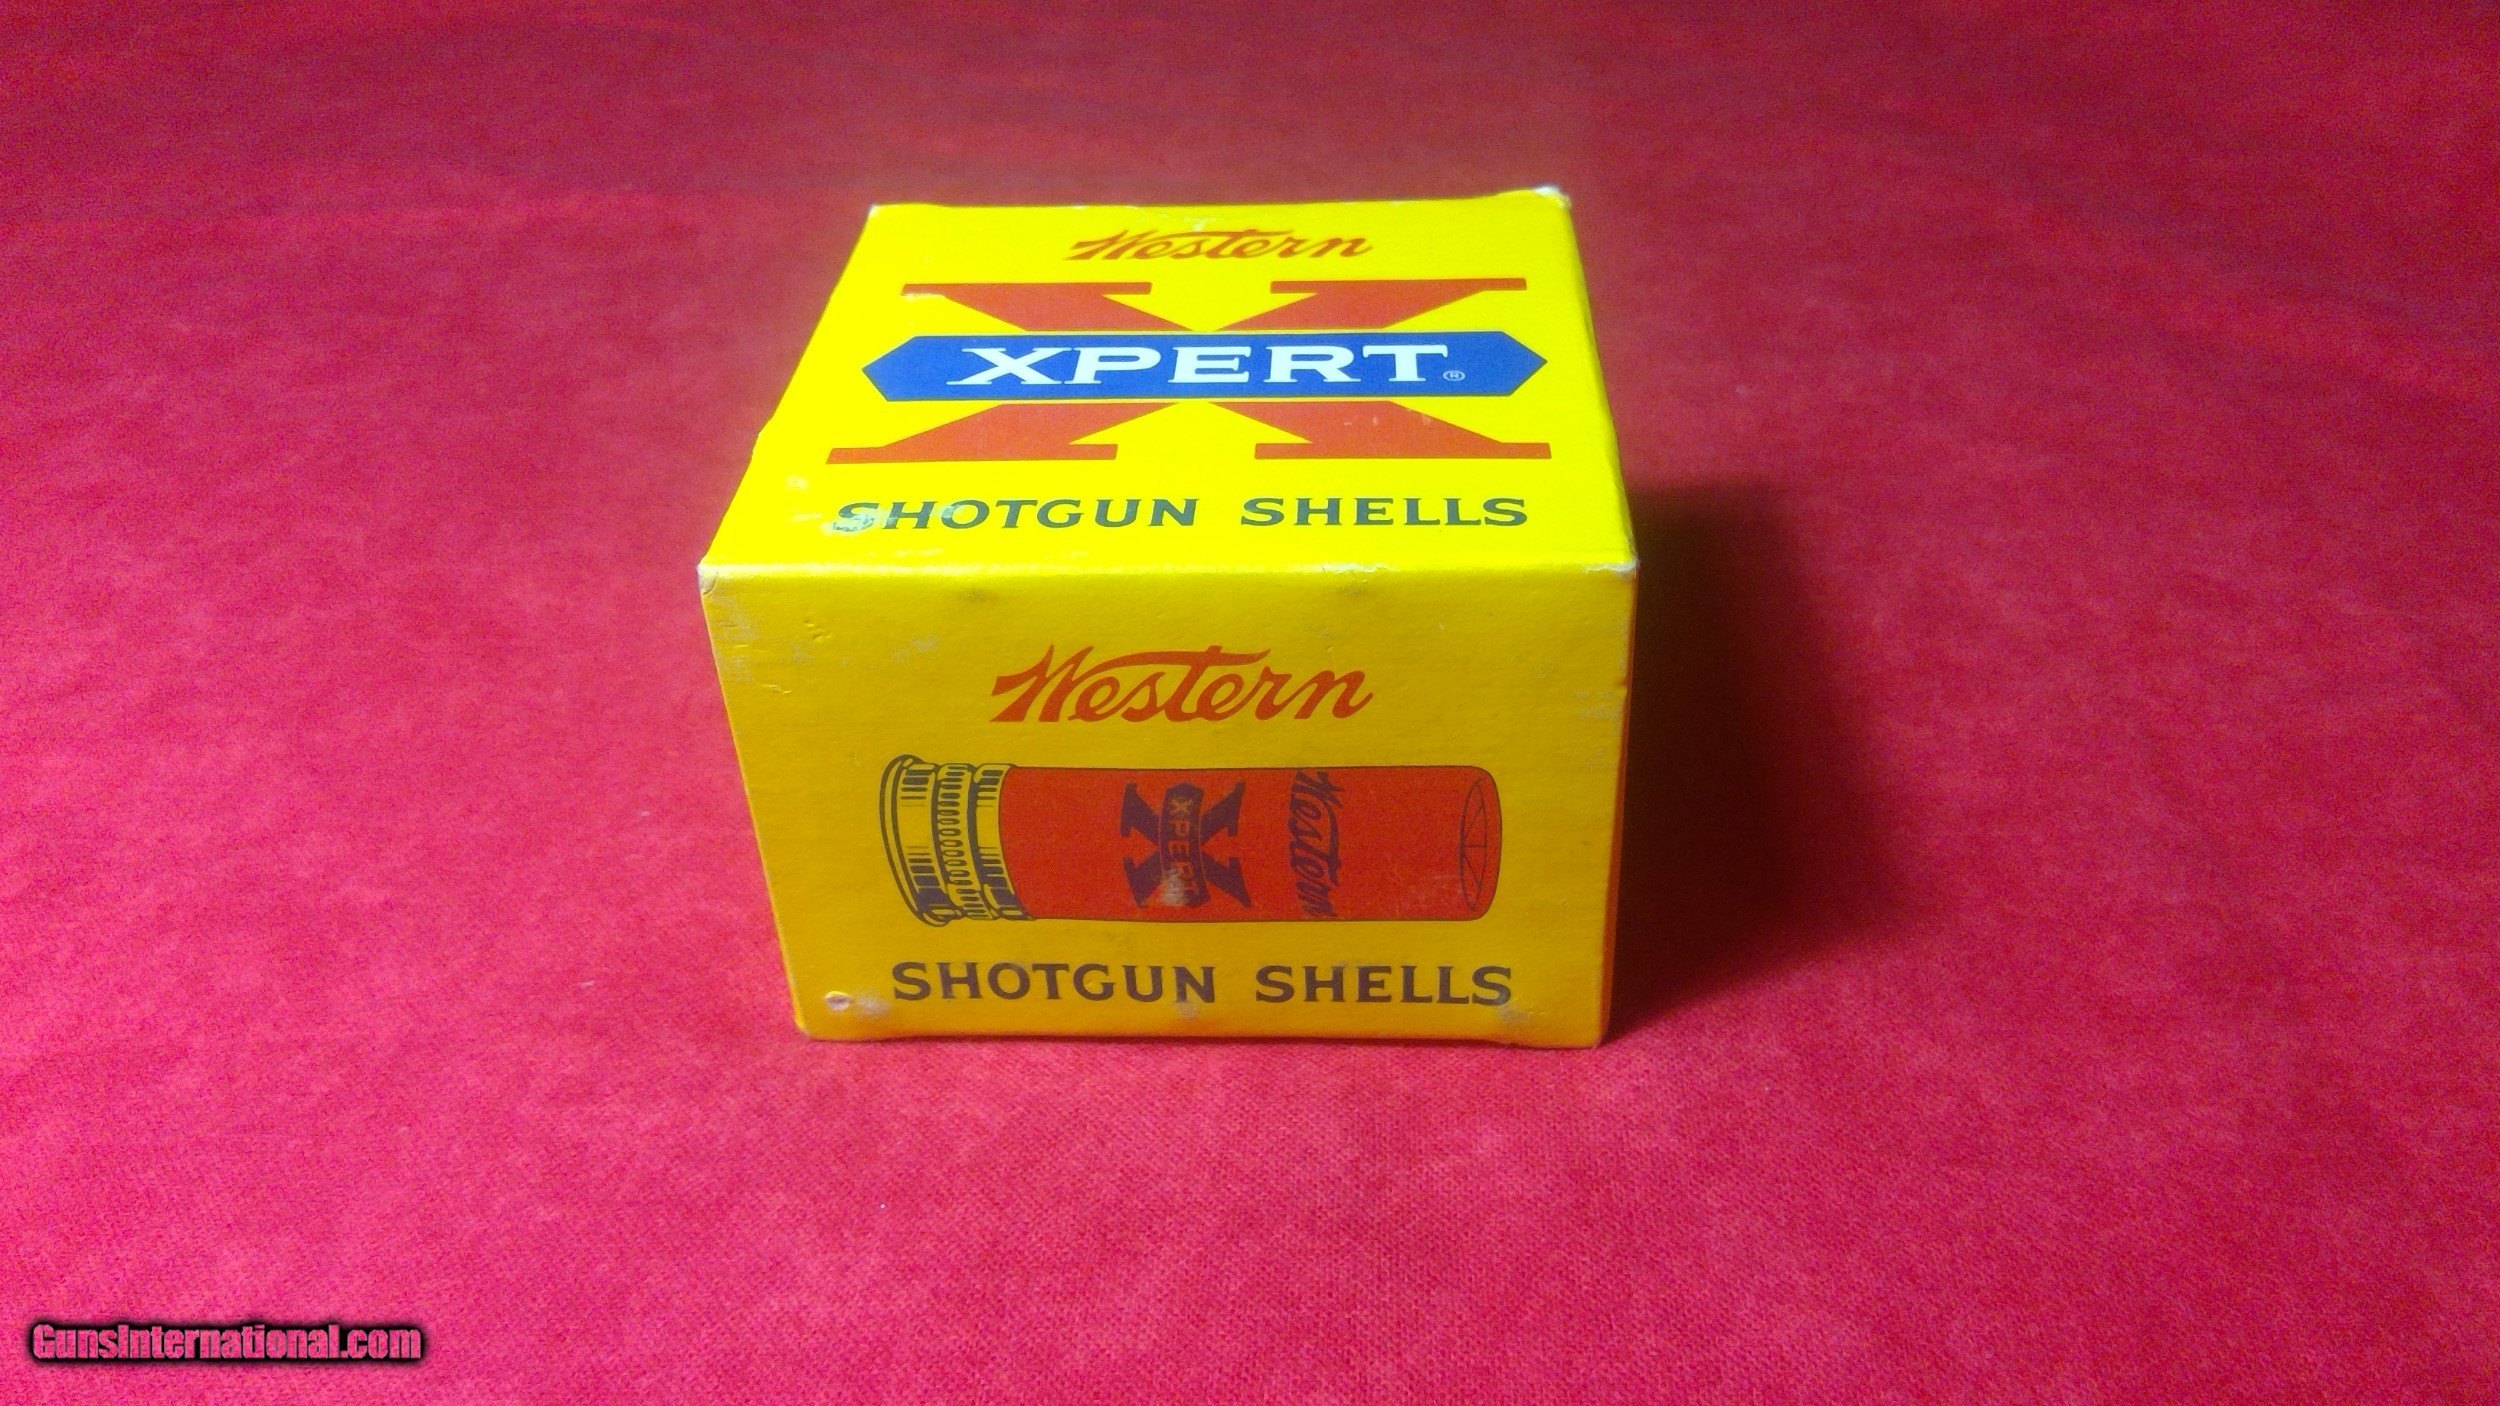 Western
XPERT®
SHOTGUN SHELLS
Western
XPERT
Western
SHOTGUN SHELLS
GunsInternational.com